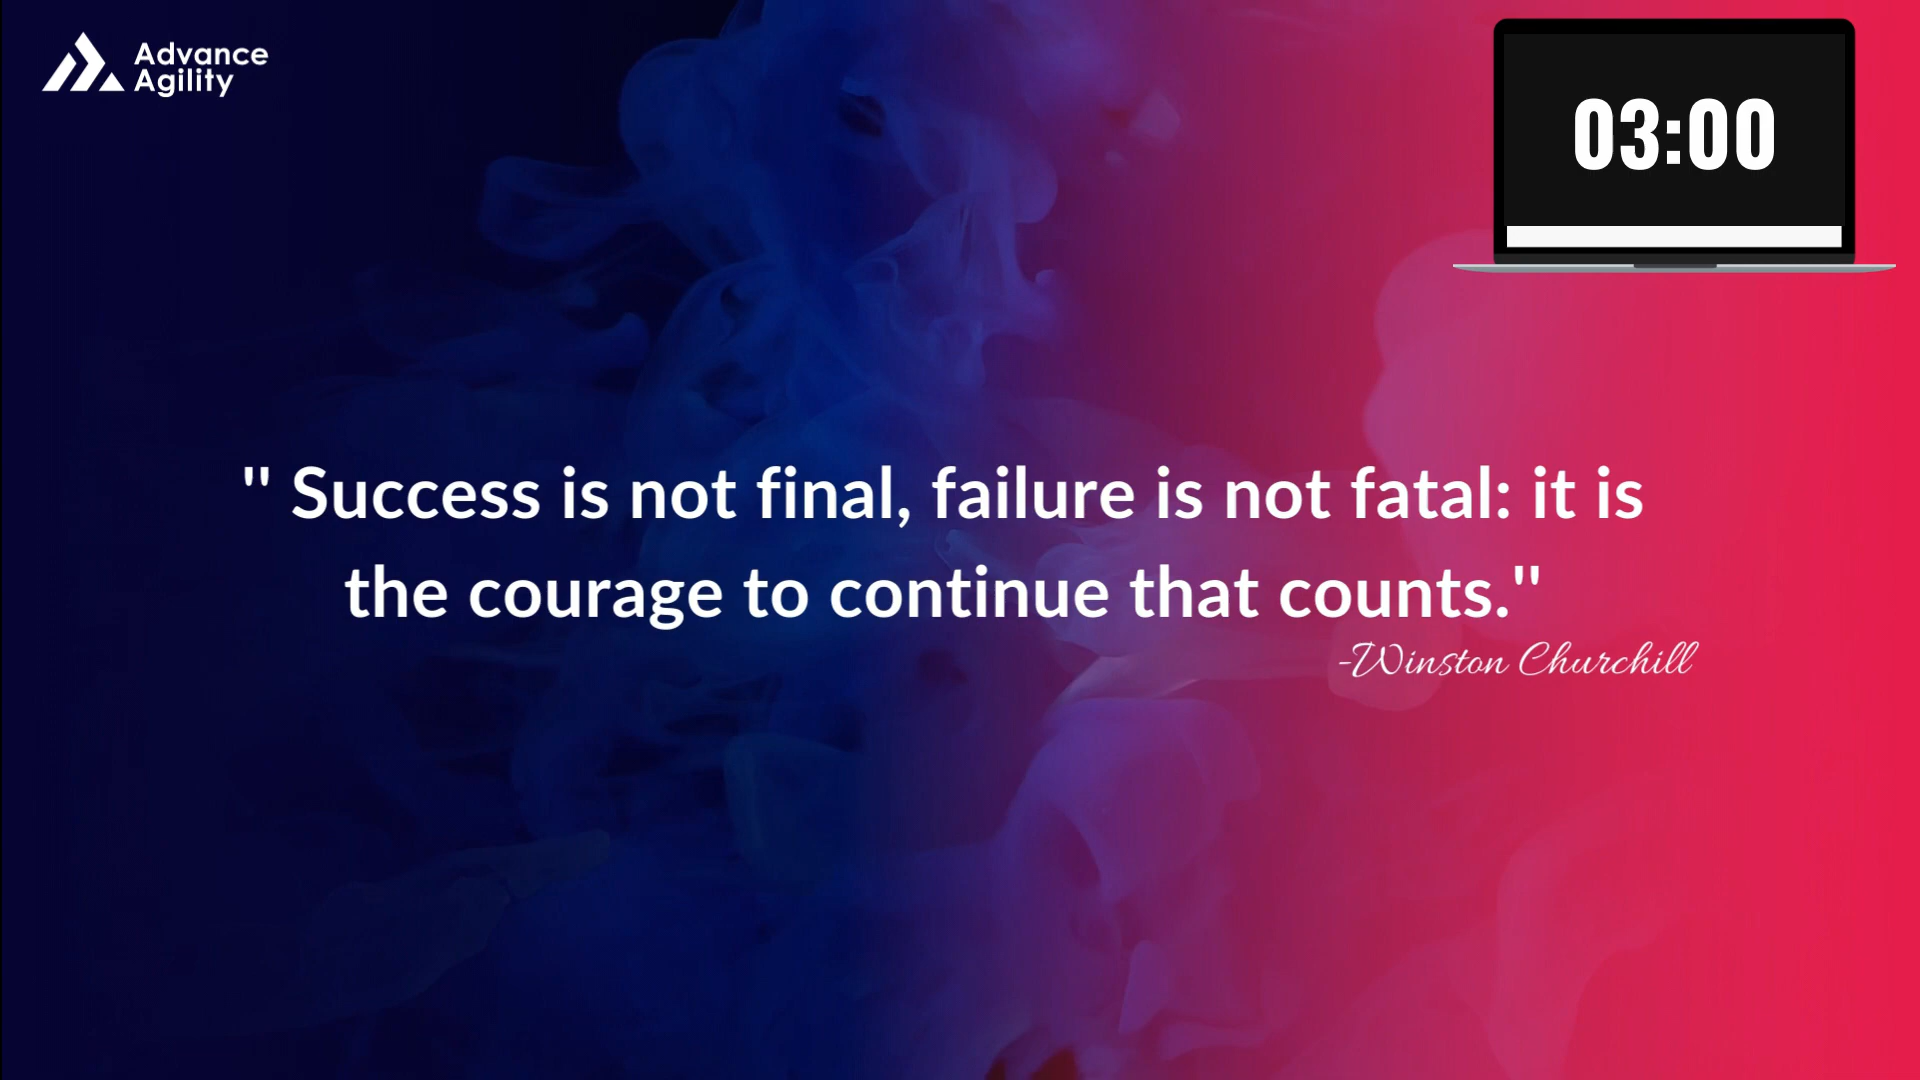 Advance
Agility
03:00
" Success is not final, failure is not fatal: it is
the courage to continue that counts."
-Winston Churchill